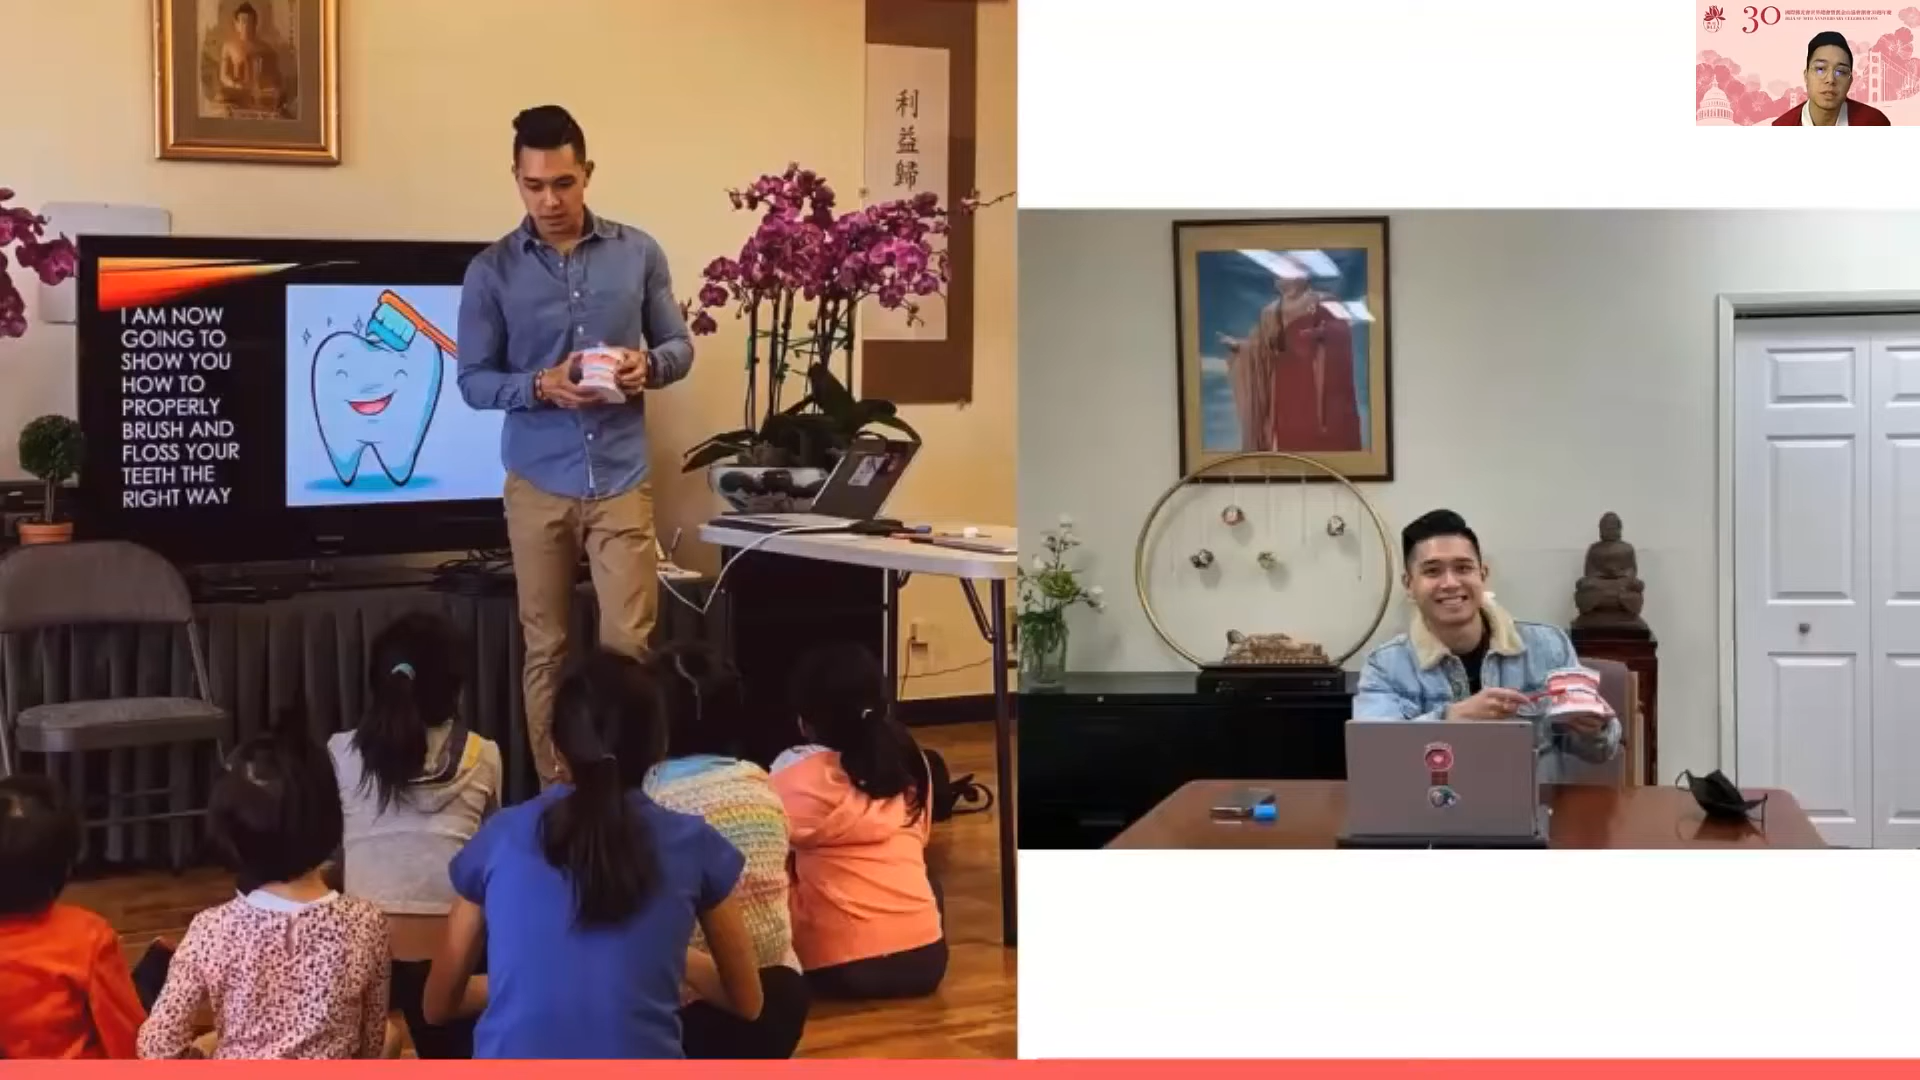 I AM NOW
GOING TO
SHOW YOU
HOW TO
PROPERLY
BRUSH AND
FLOSS YOUR
TEETH THE
RIGHT WAY
利
益
歸
30